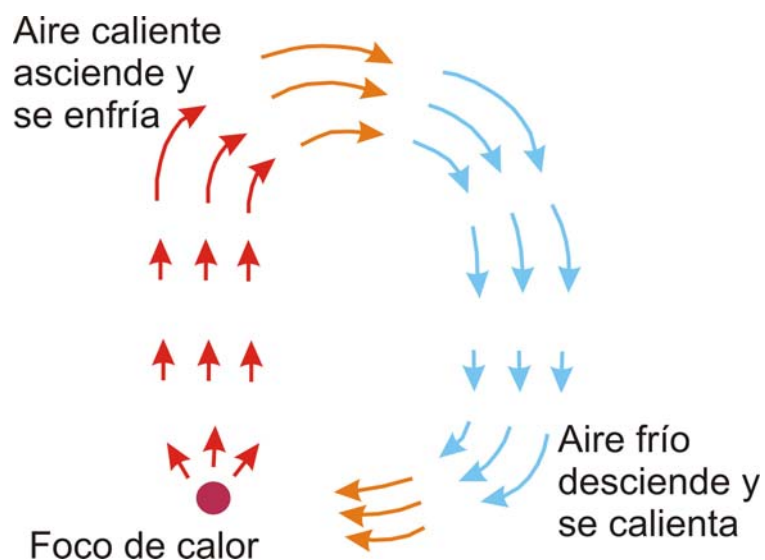 Aire caliente
asciende y
se enfría
Aire frío
desciende y
se calienta
Foco de calor